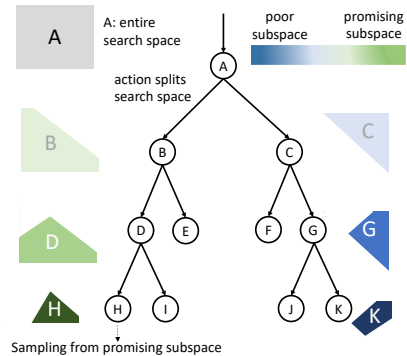 A
A: entire
search space
poor
subspace
promising
subspace
A
action splits
search space
B
B
C
C
D
D
E
F
G
G
H
H
I
J
K
K
Sampling from promising subspace